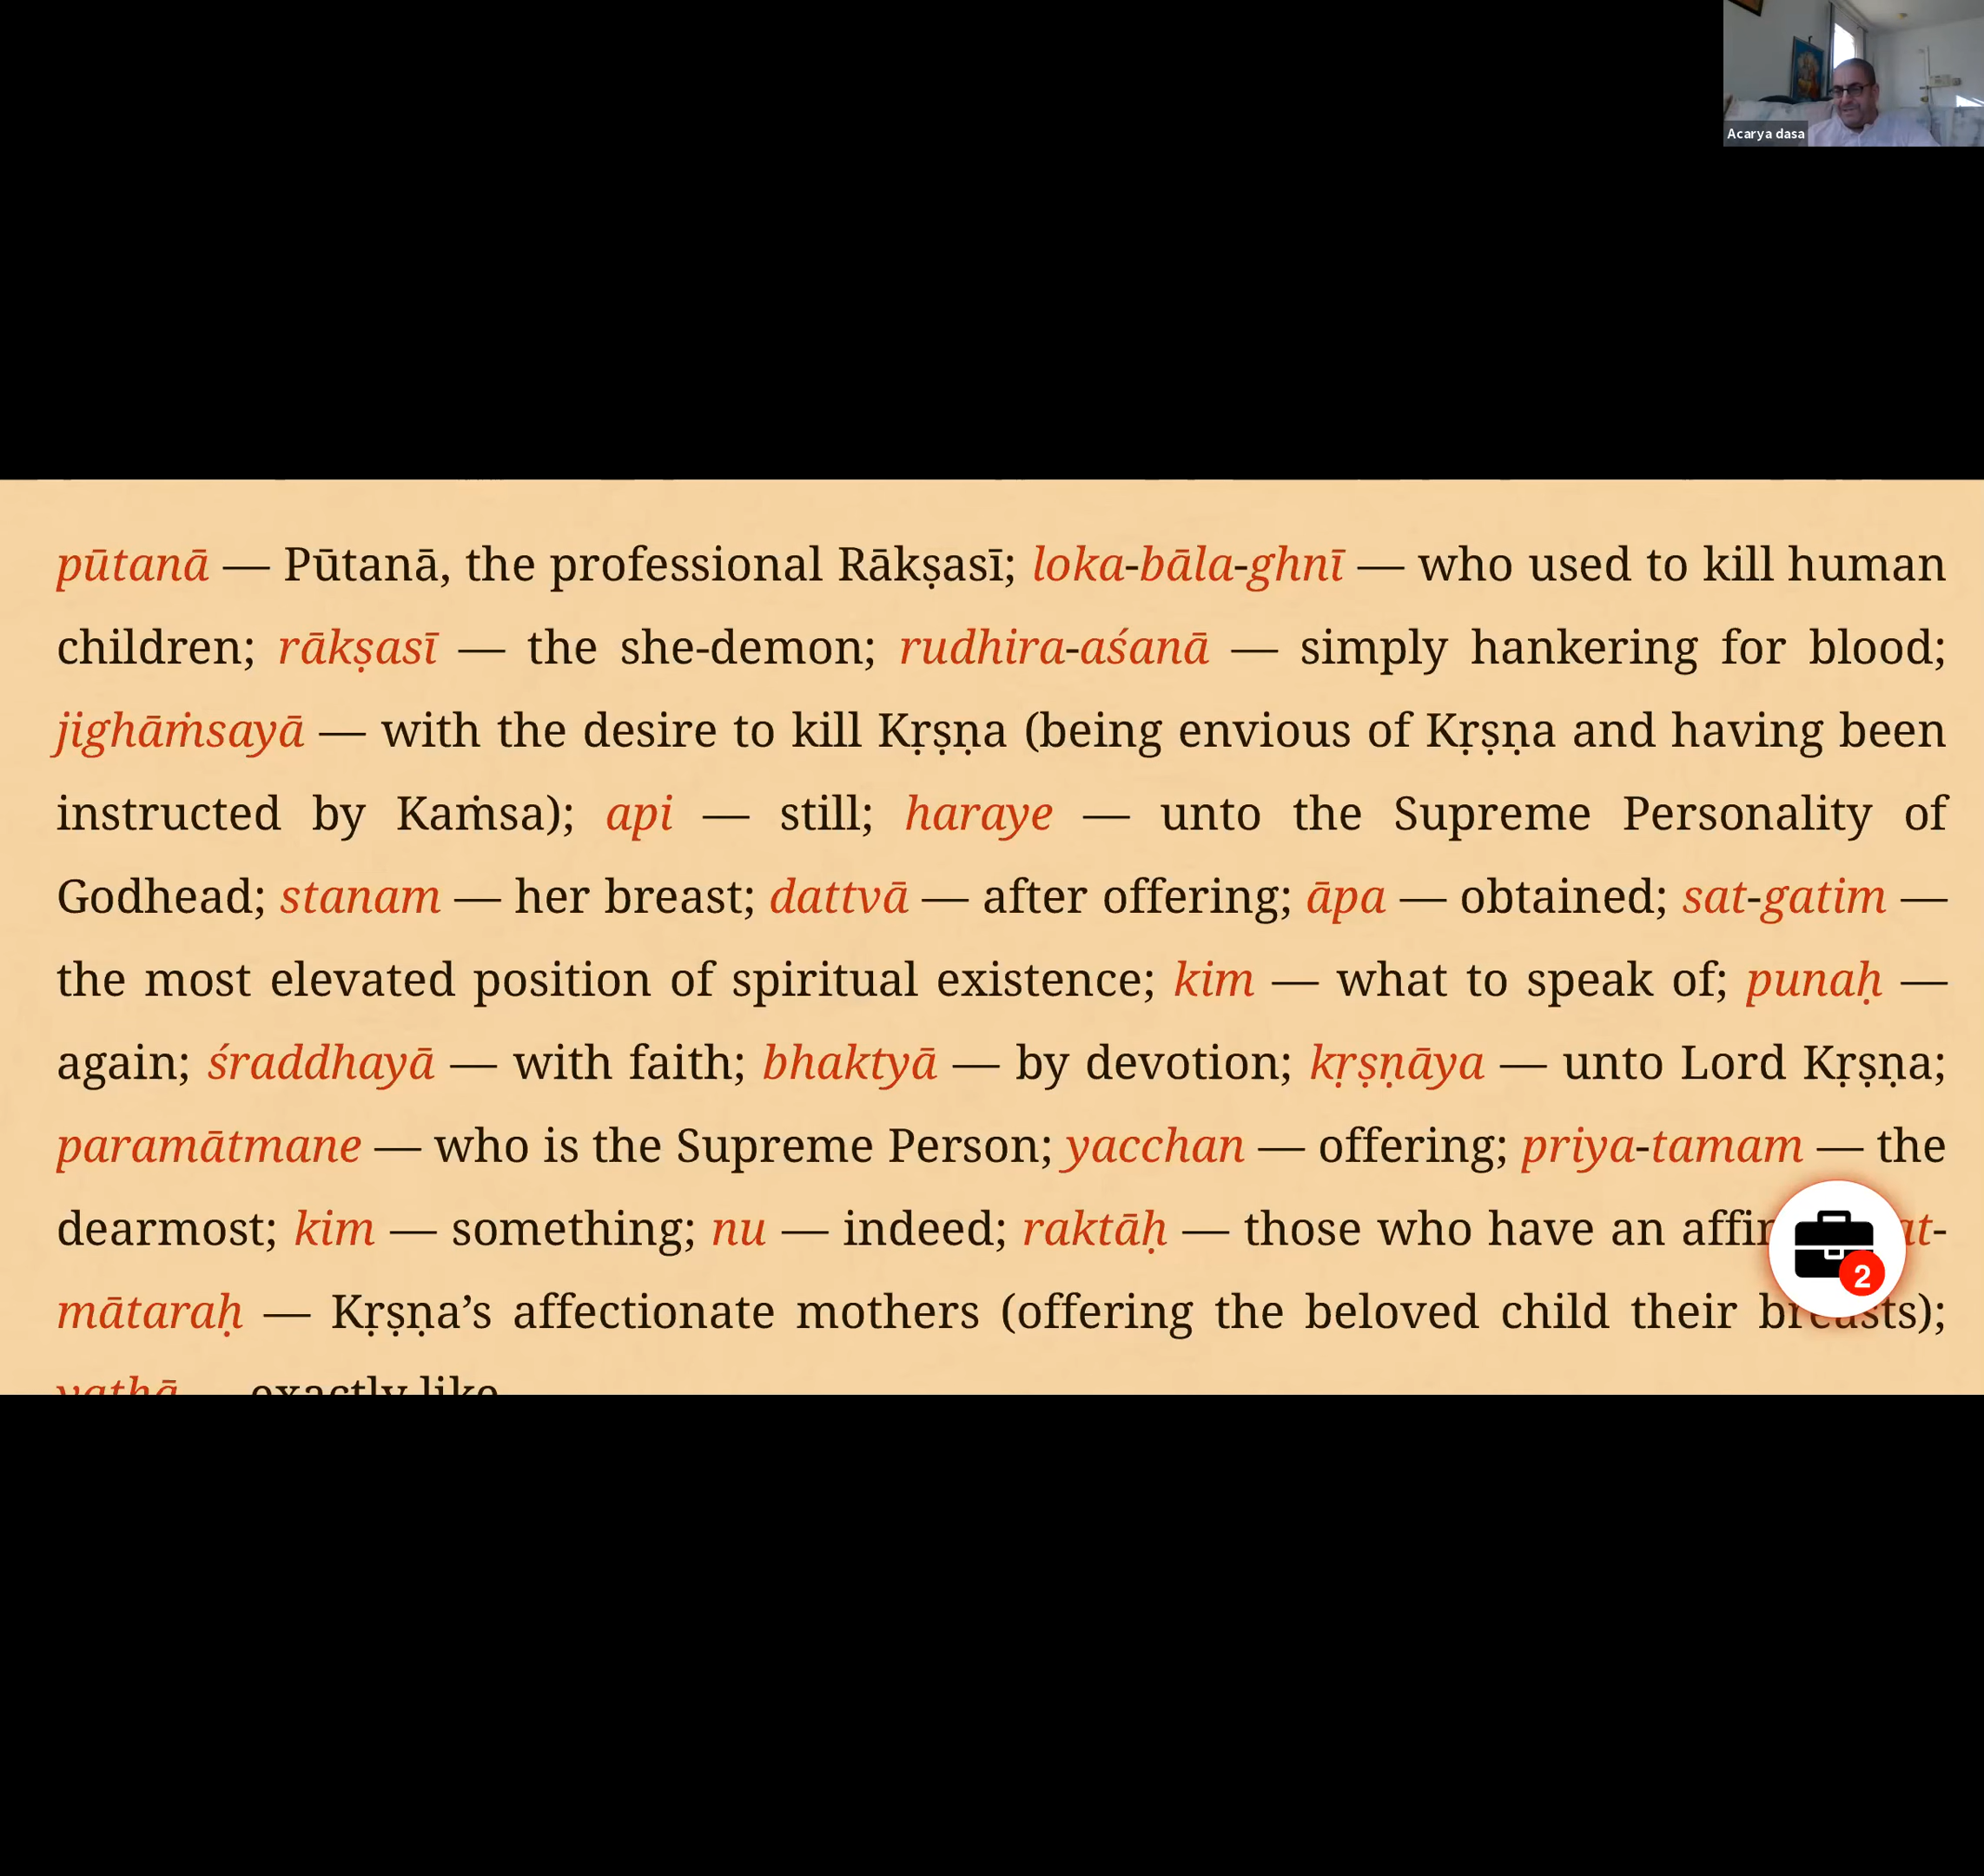 Acarya dasa
pūtanā — Pūtanā, the professional Rākṣasī; loka-bāla-ghnī — who used to kill human
children; rākṣasī — the she-demon; rudhira-aśanā — simply hankering for blood;
jighāṁsayā — with the desire to kill Kṛṣṇa (being envious of Kṛṣṇa and having been
instructed by Kaṁsa); api — still; haraye — unto the Supreme Personality of
Godhead; stanam — her breast; dattvā — after offering; āpa — obtained; sat-gatim —
the most elevated position of spiritual existence; kim — what to speak of; punaḥ —
again; śraddhayā — with faith; bhaktyā — by devotion; kṛṣṇāya — unto Lord Kṛṣṇa;
paramātmane — who is the Supreme Person; yacchan — offering; priya-tamam — the
dearmost; kim — something; nu — indeed; raktāḥ — those who have an
2
mātaraḥ — Kṛṣṇa’s affectionate mothers (offering the beloved child their breasts);
yathā — exactly like